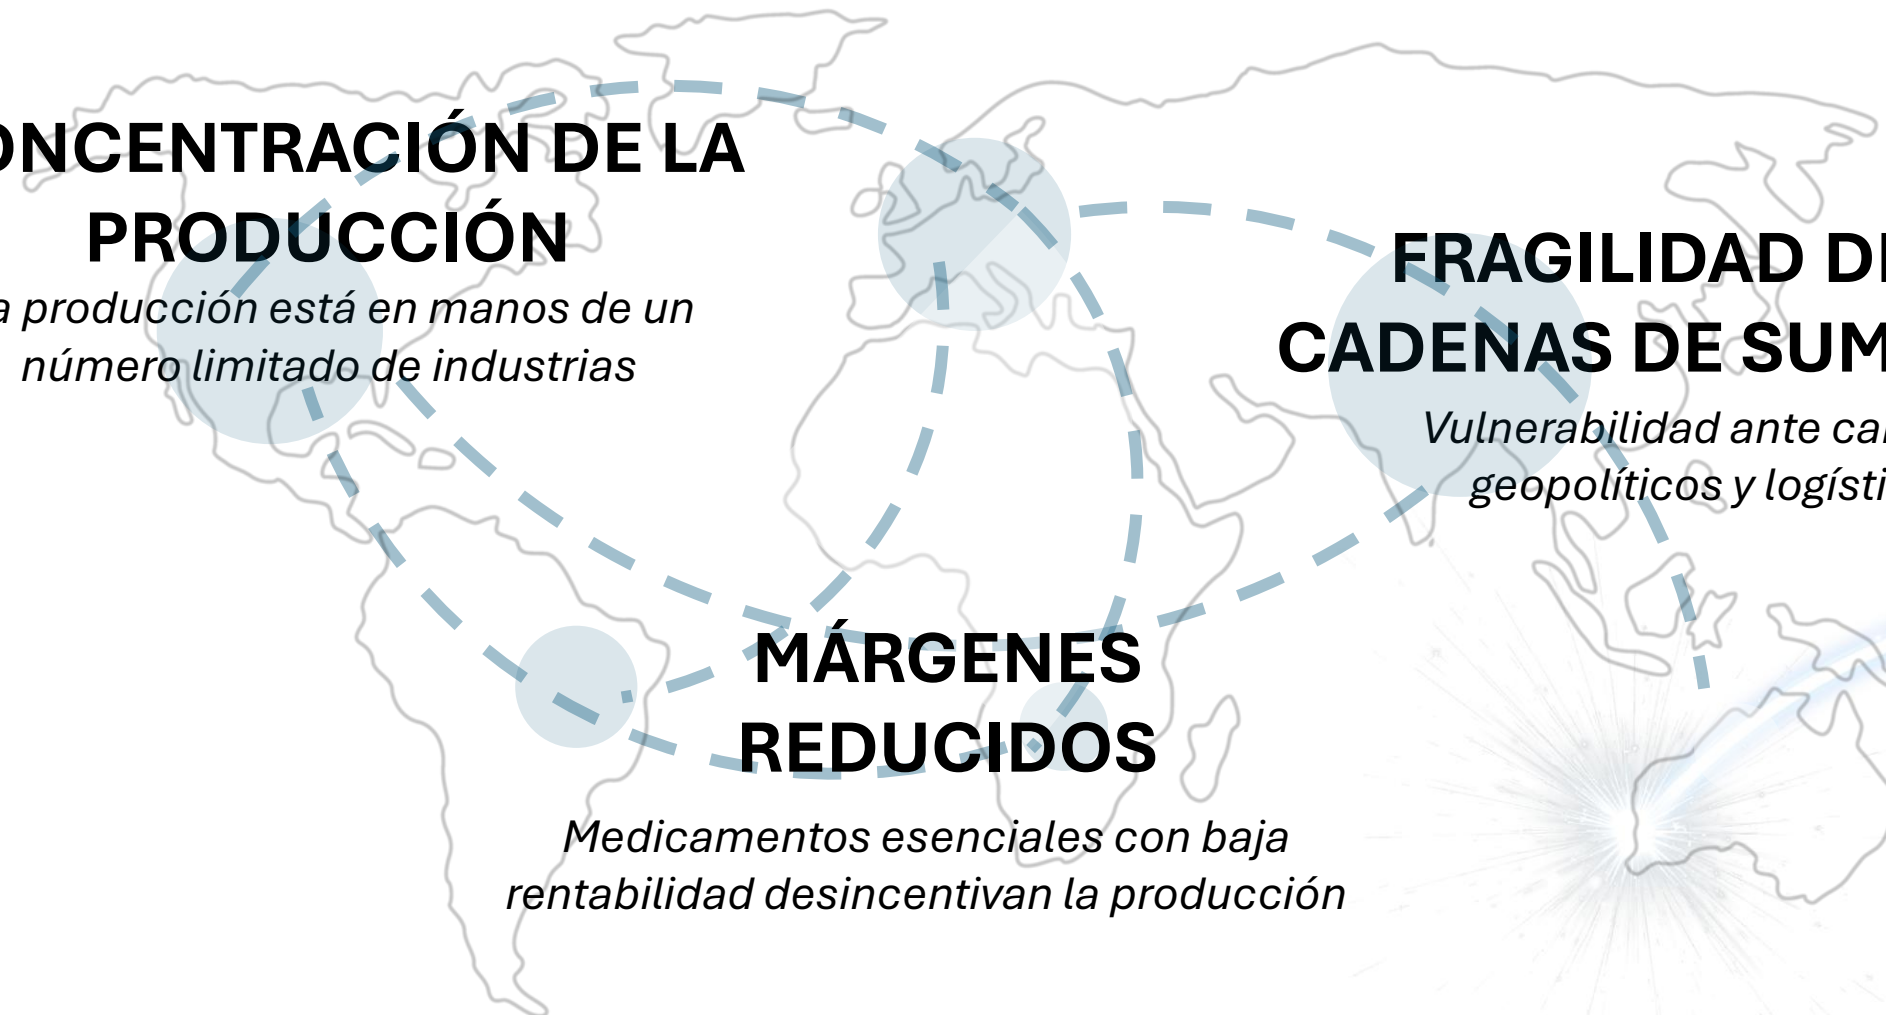 ONCENTRACIÓN DE LA
PRODUCCIÓN
a producción está en manos de un
número limitado de industrias
FRAGILIDAD DE
CADENAS DE SUM
Vulnerabilidad ante ca
geopolíticos y logísti
MÁRGENES
REDUCIDOS
Medicamentos esenciales con baja
rentabilidad desincentivan la producción